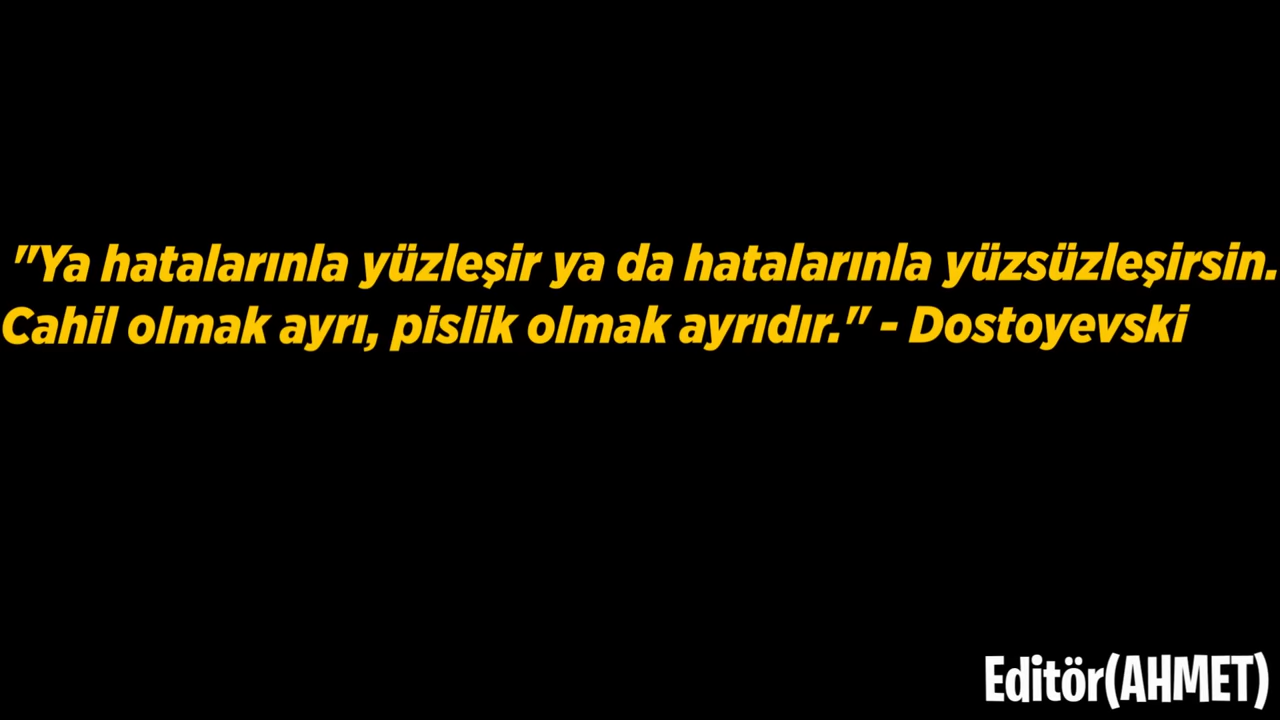 "Ya hatalarınla yüzleşir ya da hatalarınla yüzsüzleşirsin.
Cahil olmak ayrı, pislik olmak ayrıdır." - Dostoyevski
Editör(AHMET)